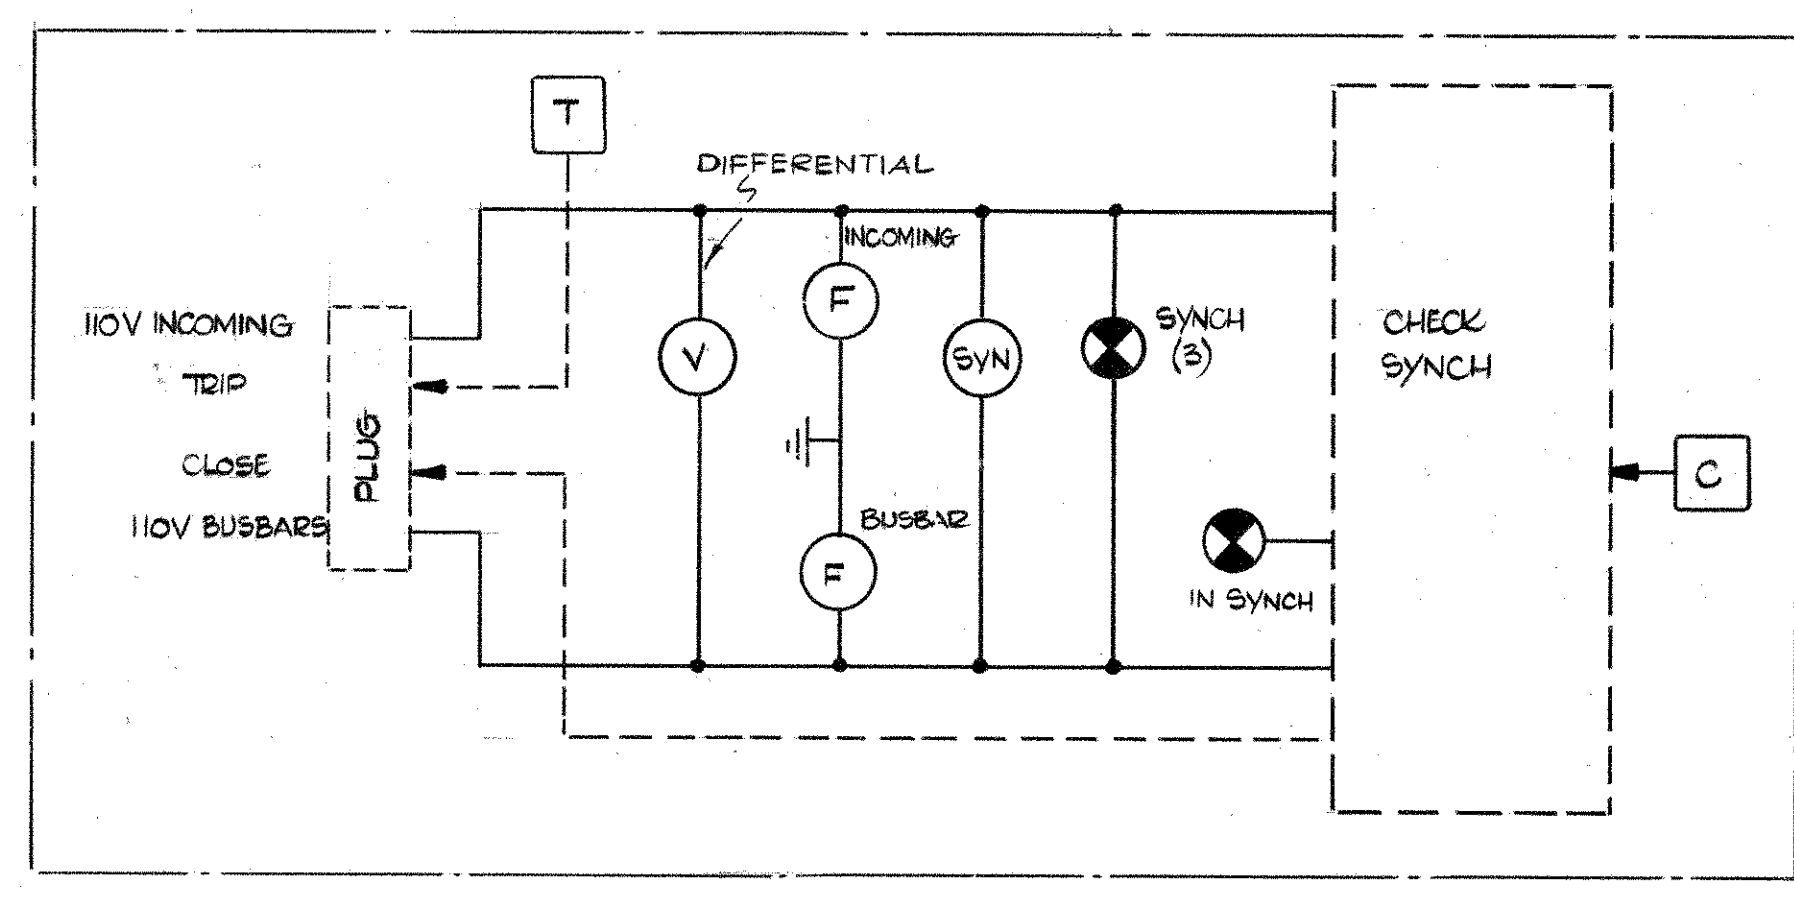 T
DIFFERENTIAL
INCOMING
F
110V INCOMING
TRIP
CLOSE
110V BUSBARS
PLUG
V
SYN
SYNCH
(3)
CHECK
SYNCH
C
BUSBAR
F
IN SYNCH